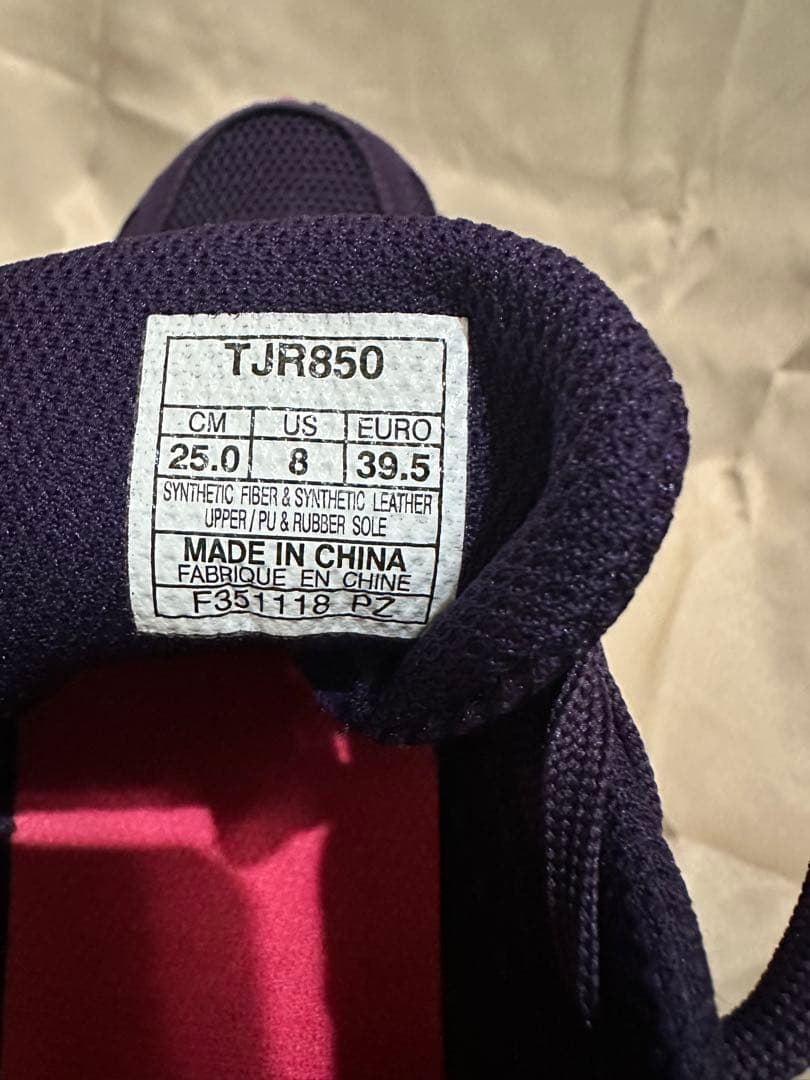 TJR850
CM US EURO
25.0 8 39.5
SYNTHETIC FIBER & SYNTHETIC LEATHER
UPPER / PU & RUBBER SOLE
MADE IN CHINA
FABRIQUE EN CHINE
F351118 PZ